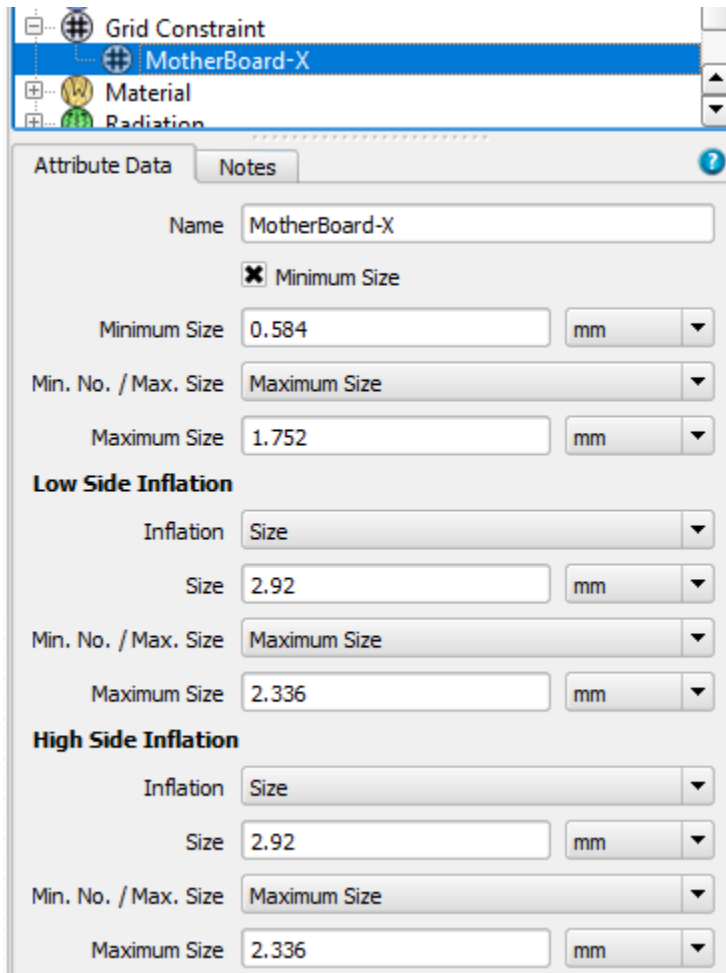 Grid Constraint
MotherBoard-X
Material
Radiation
Attribute Data Notes
Name MotherBoard-X
Minimum Size
Minimum Size 0.584 mm
Min. No. / Max. Size Maximum Size
Maximum Size 1.752 mm
Low Side Inflation
Inflation Size
Size 2.92 mm
Min. No. / Max. Size Maximum Size
Maximum Size 2.336 mm
High Side Inflation
Inflation Size
Size 2.92 mm
Min. No. / Max. Size Maximum Size
Maximum Size 2.336 mm